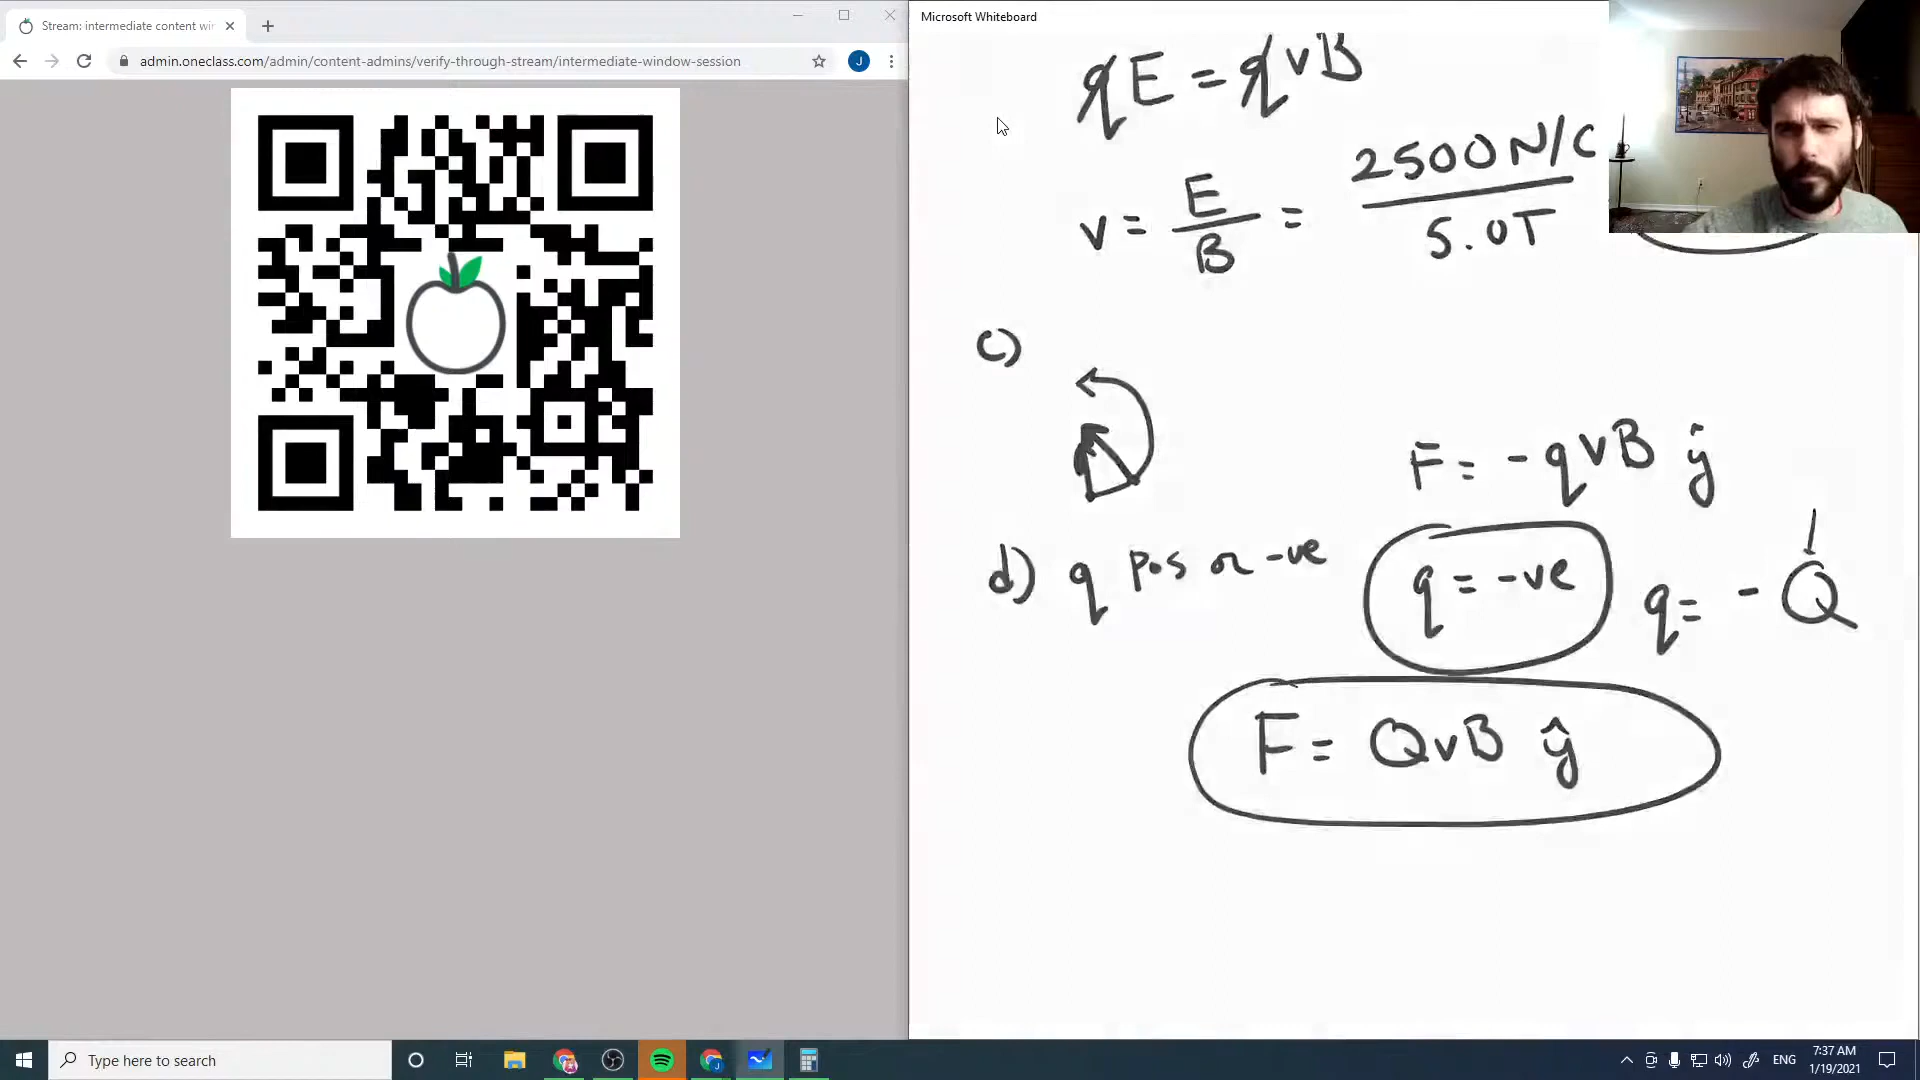 Stream: intermediate content wi
admin.oneclass.com/admin/content-admins/verify-through-stream/intermediate-window-session
J
Microsoft Whiteboard
qE = qvB
v = E/B = 2500 N/C / 5.0T
c)
F = -qvB ŷ
d) q pos or -ve
q = -ve
q = -Q
F = QvB ŷ
Type here to search
ENG
7:37 AM
1/19/2021